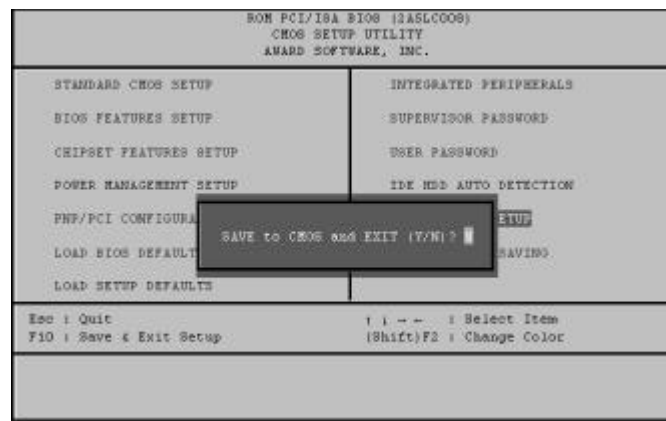 ROM PCI/ISA BIOS (2A5LC00B)
CMOS SETUP UTILITY
AWARD SOFTWARE, INC.
STANDARD CMOS SETUP
BIOS FEATURES SETUP
CHIPSET FEATURES SETUP
POWER MANAGEMENT SETUP
PNP/PCI CONFIGURA
LOAD BIOS DEFAULT
LOAD SETUP DEFAULTS
INTEGRATED PERIPHERALS
SUPERVISOR PASSWORD
USER PASSWORD
IDE HDD AUTO DETECTION
SETUP
SAVING
SAVE to CMOS and EXIT (Y/N)?
Esc : Quit
F10 : Save & Exit Setup
↑ ↓ → ← : Select Item
(Shift)F2 : Change Color